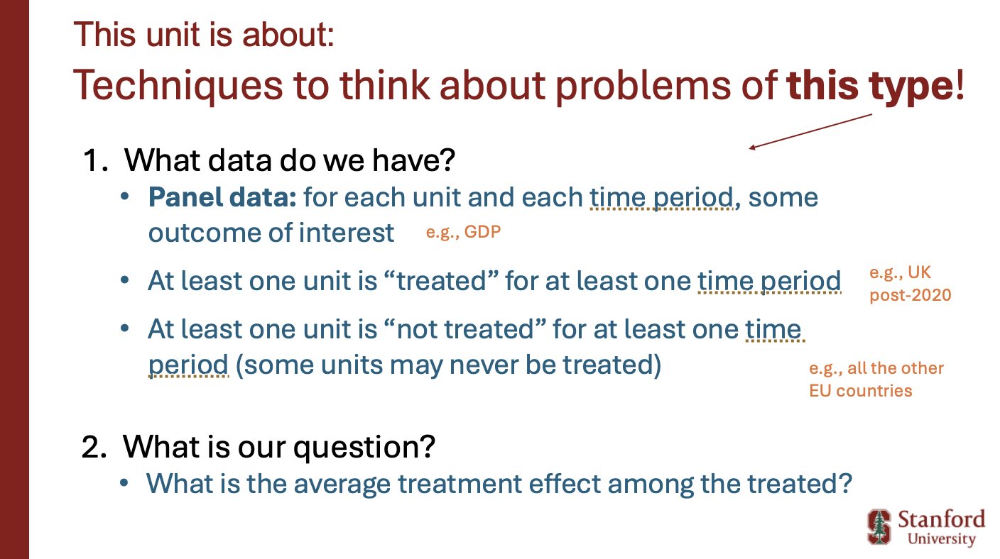 This unit is about:
Techniques to think about problems of this type!
1. What data do we have?
• Panel data: for each unit and each time period, some
outcome of interest
e.g., GDP
• At least one unit is “treated” for at least one time period
e.g., UK
post-2020
• At least one unit is “not treated” for at least one time
period (some units may never be treated)
e.g., all the other
EU countries
2. What is our question?
• What is the average treatment effect among the treated?
Stanford
University